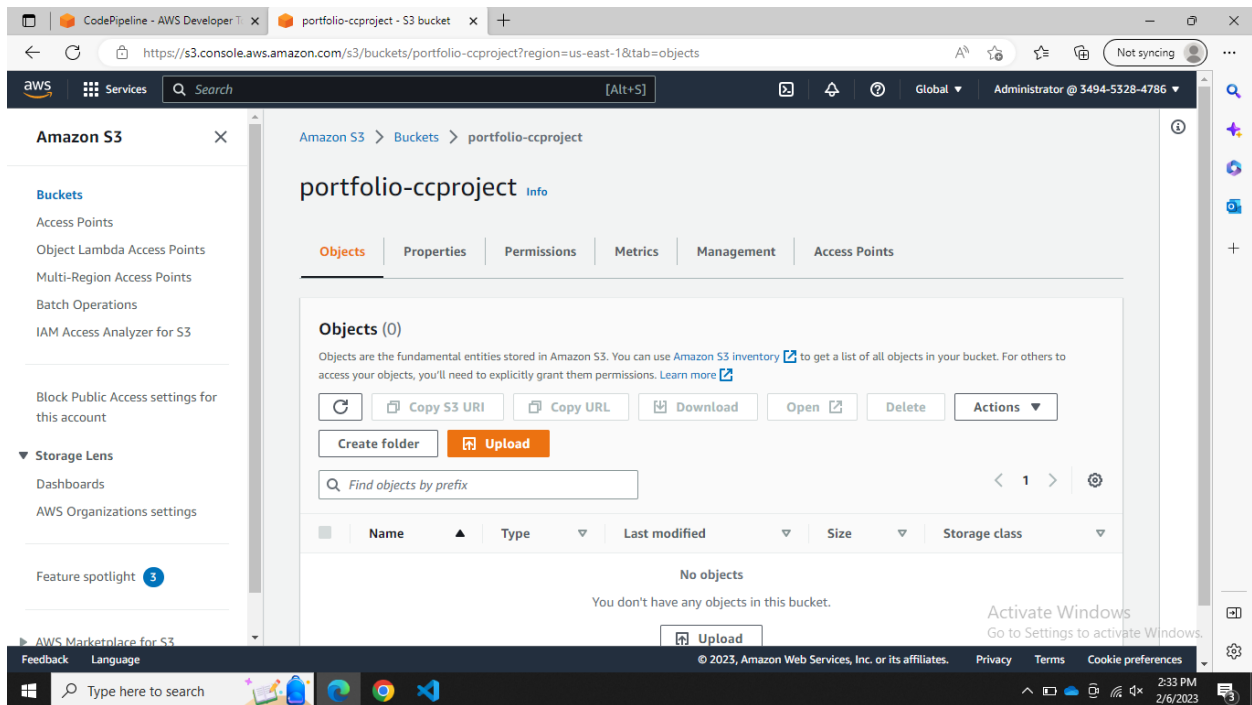 CodePipeline - AWS Developer T
portfolio-ccproject - S3 bucket
https://s3.console.aws.amazon.com/s3/buckets/portfolio-ccproject?region=us-east-1&tab=objects
Not syncing
aws
Services
Search
[Alt+S]
Global
Administrator @ 3494-5328-4786
Amazon S3
Buckets
Access Points
Object Lambda Access Points
Multi-Region Access Points
Batch Operations
IAM Access Analyzer for S3
Block Public Access settings for
this account
Storage Lens
Dashboards
AWS Organizations settings
Feature spotlight 3
AWS Marketplace for S3
Amazon S3 > Buckets > portfolio-ccproject
portfolio-ccproject Info
Objects Properties Permissions Metrics Management Access Points
Objects (0)
Objects are the fundamental entities stored in Amazon S3. You can use Amazon S3 inventory to get a list of all objects in your bucket. For others to
access your objects, you'll need to explicitly grant them permissions. Learn more
Copy S3 URI Copy URL Download Open Delete Actions
Create folder Upload
Find objects by prefix
1
Name Type Last modified Size Storage class
No objects
You don't have any objects in this bucket.
Upload
Activate Windows
Go to Settings to activate Windows.
Feedback Language © 2023, Amazon Web Services, Inc. or its affiliates. Privacy Terms Cookie preferences
Type here to search
2:33 PM
2/6/2023
3